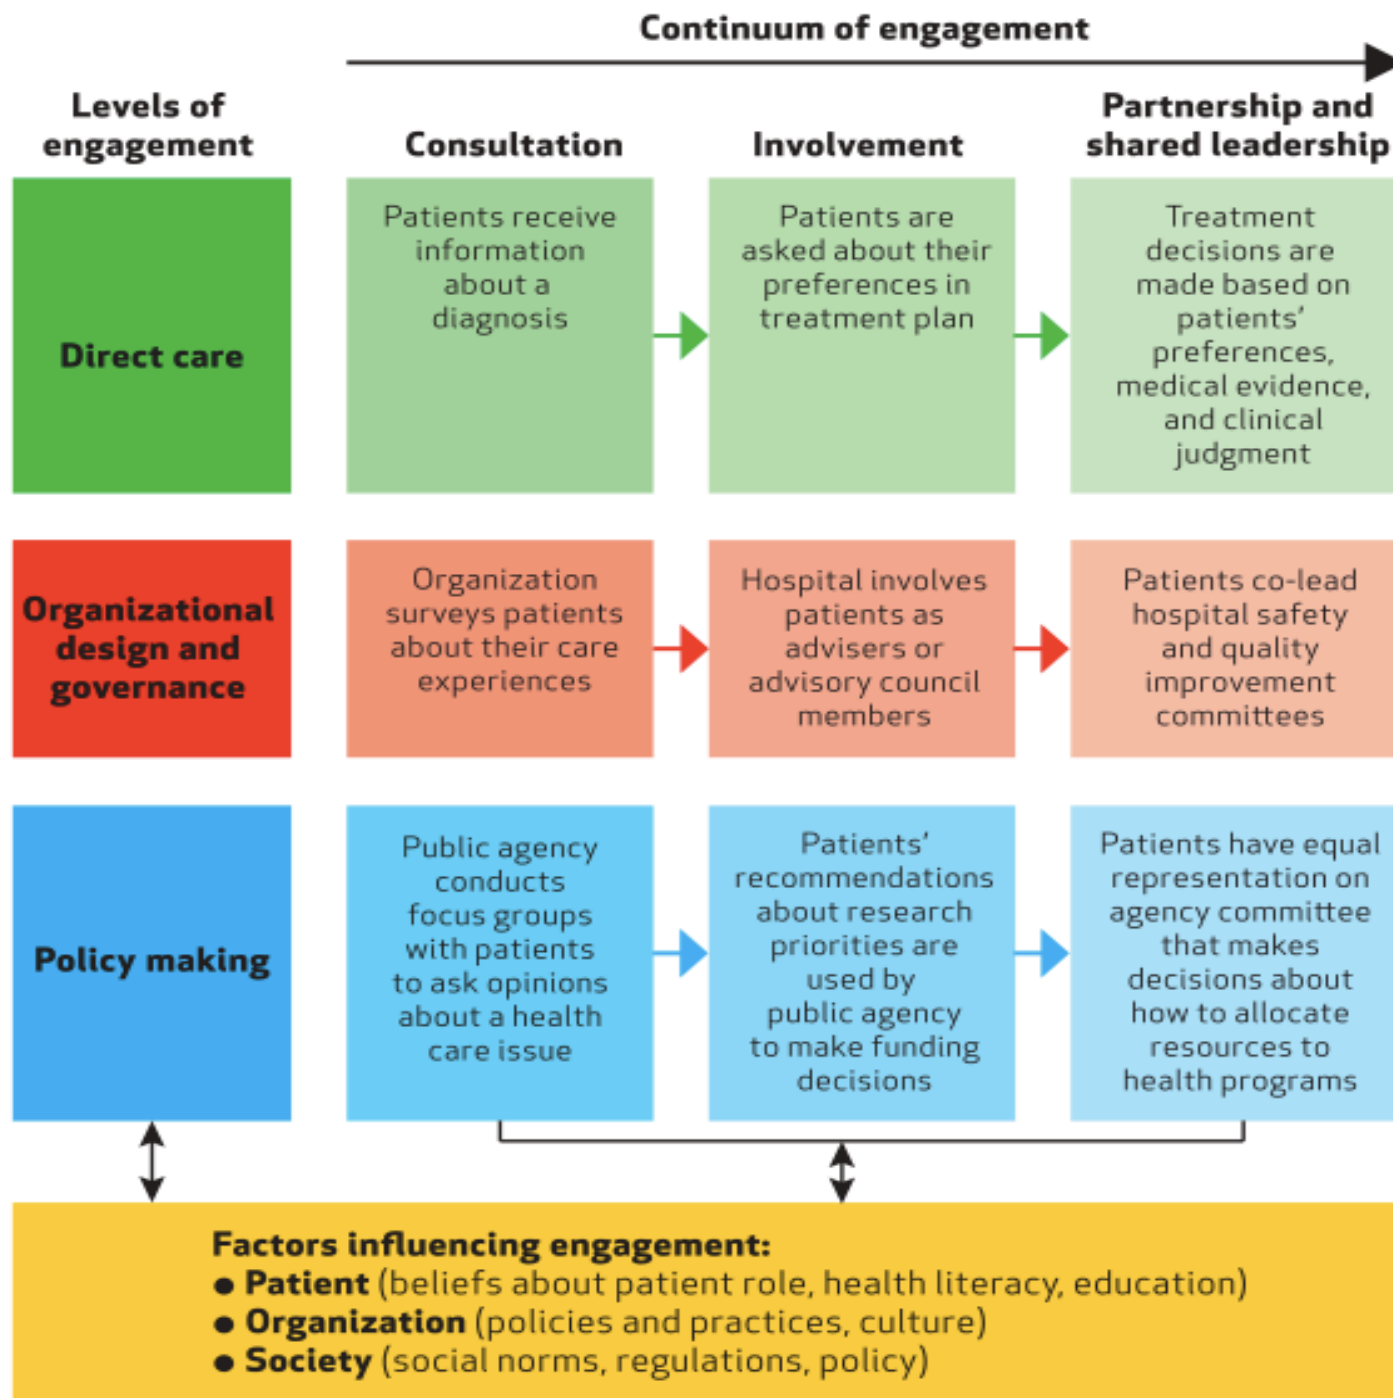 Continuum of engagement
Levels of
engagement
Consultation
Involvement
Partnership and
shared leadership
Direct care
Patients receive
information
about a
diagnosis
Patients are
asked about their
preferences in
treatment plan
Treatment
decisions are
made based on
patients’
preferences,
medical evidence,
and clinical
judgment
Organizational
design and
governance
Organization
surveys patients
about their care
experiences
Hospital involves
patients as
advisers or
advisory council
members
Patients co-lead
hospital safety
and quality
improvement
committees
Policy making
Public agency
conducts
focus groups
with patients
to ask opinions
about a health
care issue
Patients’
recommendations
about research
priorities are
used by
public agency
to make funding
decisions
Patients have equal
representation on
agency committee
that makes
decisions about
how to allocate
resources to
health programs
Factors influencing engagement:
● Patient (beliefs about patient role, health literacy, education)
● Organization (policies and practices, culture)
● Society (social norms, regulations, policy)